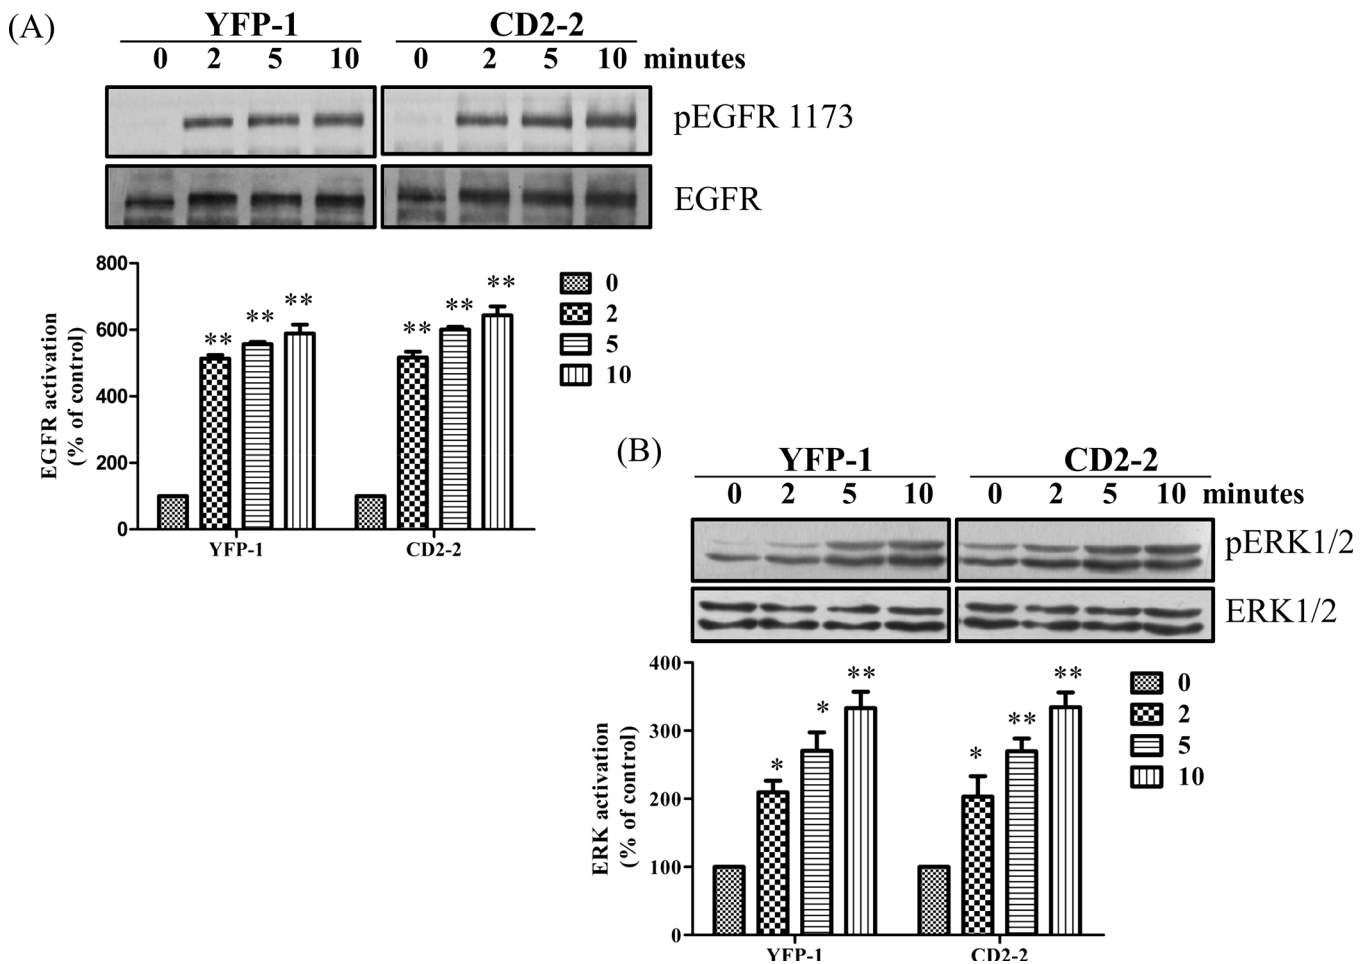 (A)
YFP-1 CD2-2
0 2 5 10 0 2 5 10 minutes
pEGFR 1173
EGFR
800
600
400
200
0
EGFR activation
(% of control)
** ** ** ** ** **
0
2
5
10
YFP-1 CD2-2
(B)
YFP-1 CD2-2
0 2 5 10 0 2 5 10 minutes
pERK1/2
ERK1/2
400
300
200
100
0
ERK activation
(% of control)
* * ** * ** **
0
2
5
10
YFP-1 CD2-2